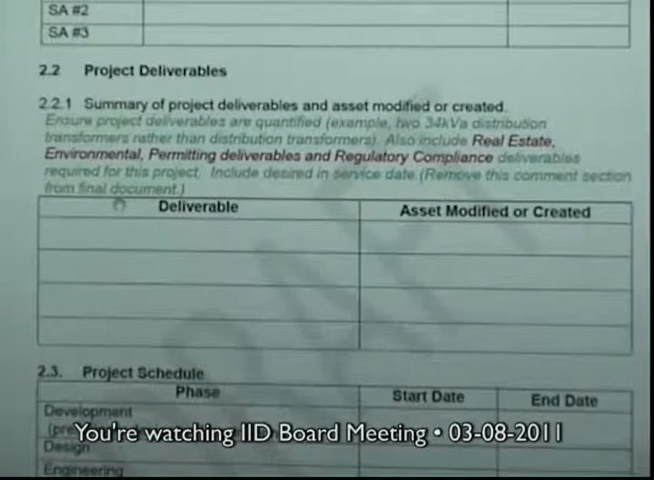 SA #2
SA #3
2.2 Project Deliverables
2.2.1 Summary of project deliverables and asset modified or created.
Ensure project deliverables are quantified (example, two 34kVa distribution
transformers rather than distribution transformers). Also include Real Estate,
Environmental, Permitting deliverables and Regulatory Compliance deliverables
required for this project. Include desired in service date.(Remove this comment section
from final document.)
Deliverable Asset Modified or Created
2.3. Project Schedule
Phase Start Date End Date
Development
You're watching IID Board Meeting • 03-08-2011
Design
Engineering
DRAFT